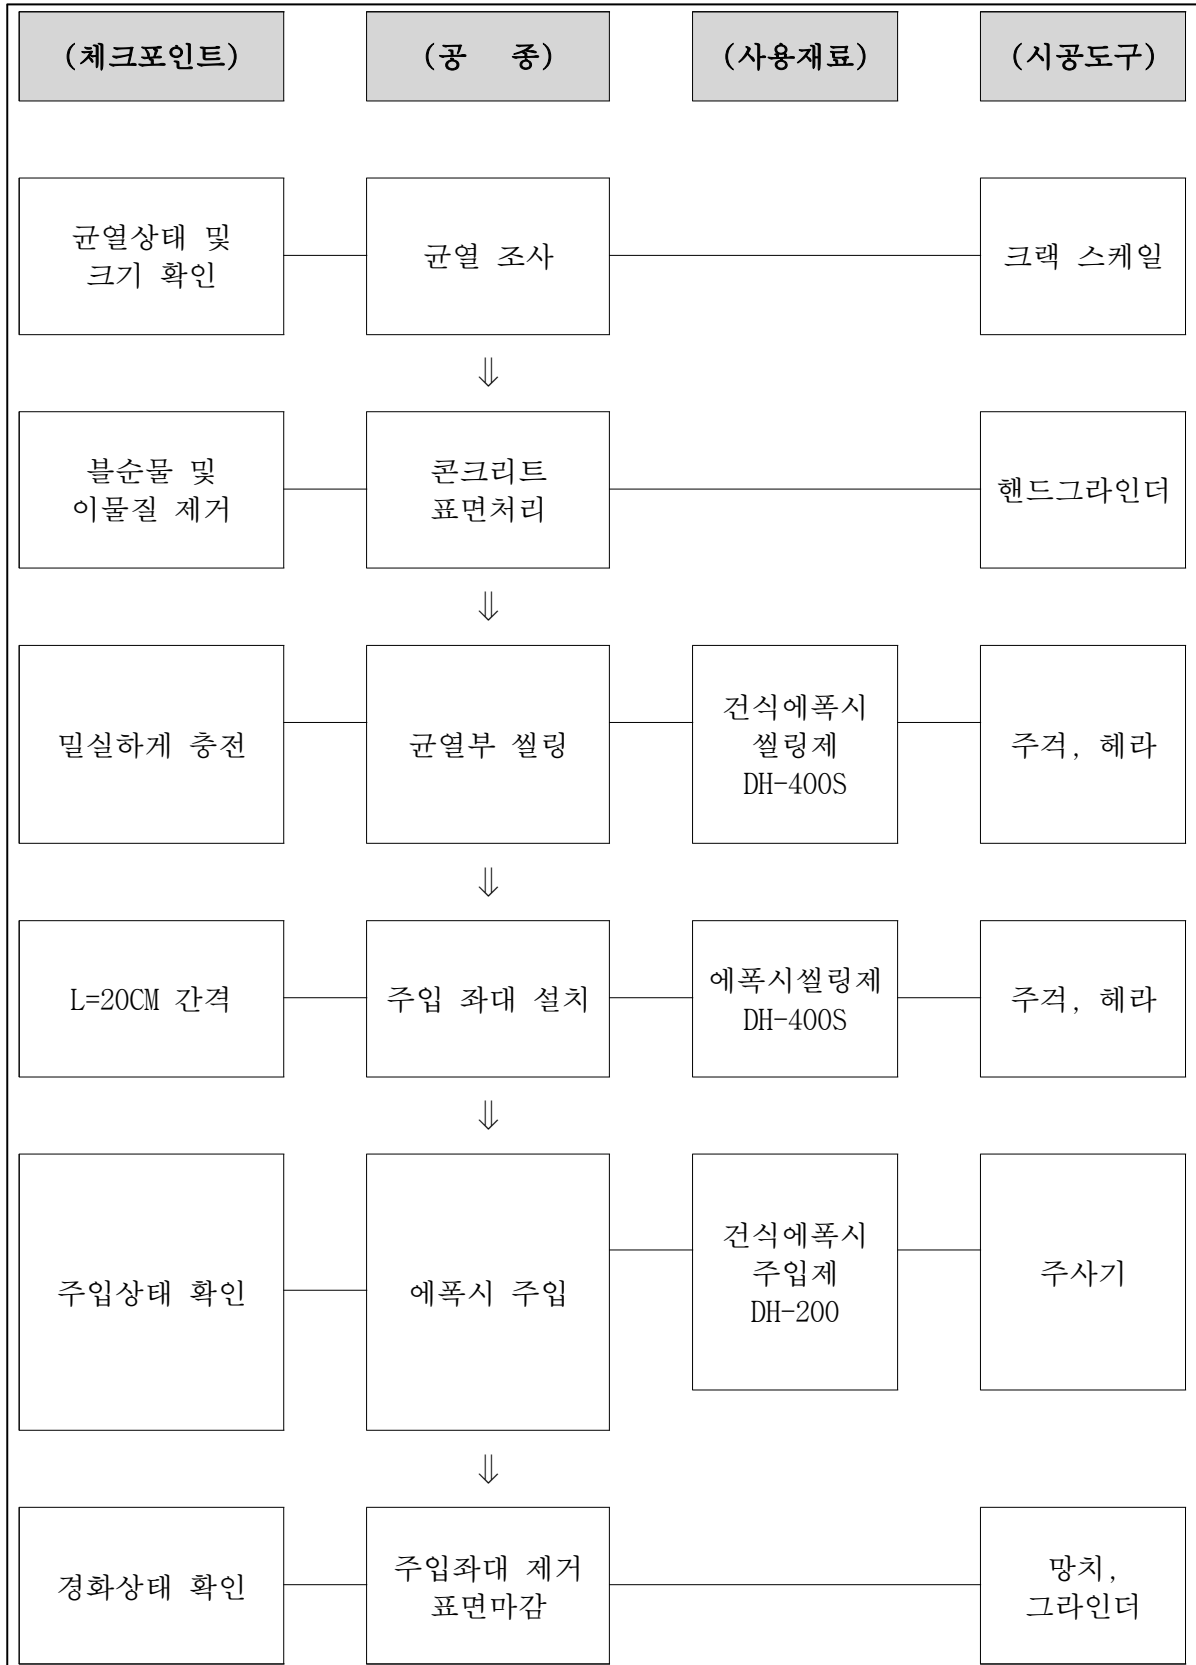 (체크포인트)
(공 종)
(사용재료)
(시공도구)
균열상태 및
크기 확인
균열 조사
크랙 스케일
⇓
블순물 및
이물질 제거
콘크리트
표면처리
핸드그라인더
⇓
밀실하게 충전
균열부 씰링
건식에폭시
씰링제
DH-400S
주걱, 헤라
⇓
L=20CM 간격
주입 좌대 설치
에폭시씰링제
DH-400S
주걱, 헤라
⇓
주입상태 확인
에폭시 주입
건식에폭시
주입제
DH-200
주사기
⇓
경화상태 확인
주입좌대 제거
표면마감
망치,
그라인더